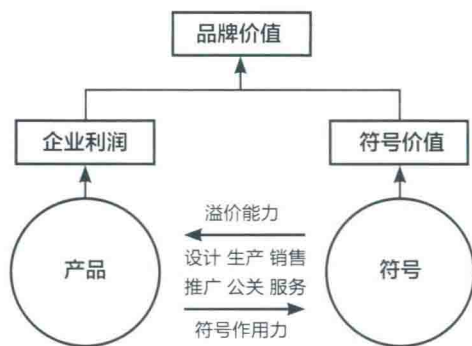 品牌价值
企业利润
符号价值
溢价能力
产品
设计 生产 销售
推广 公关 服务
符号
符号作用力